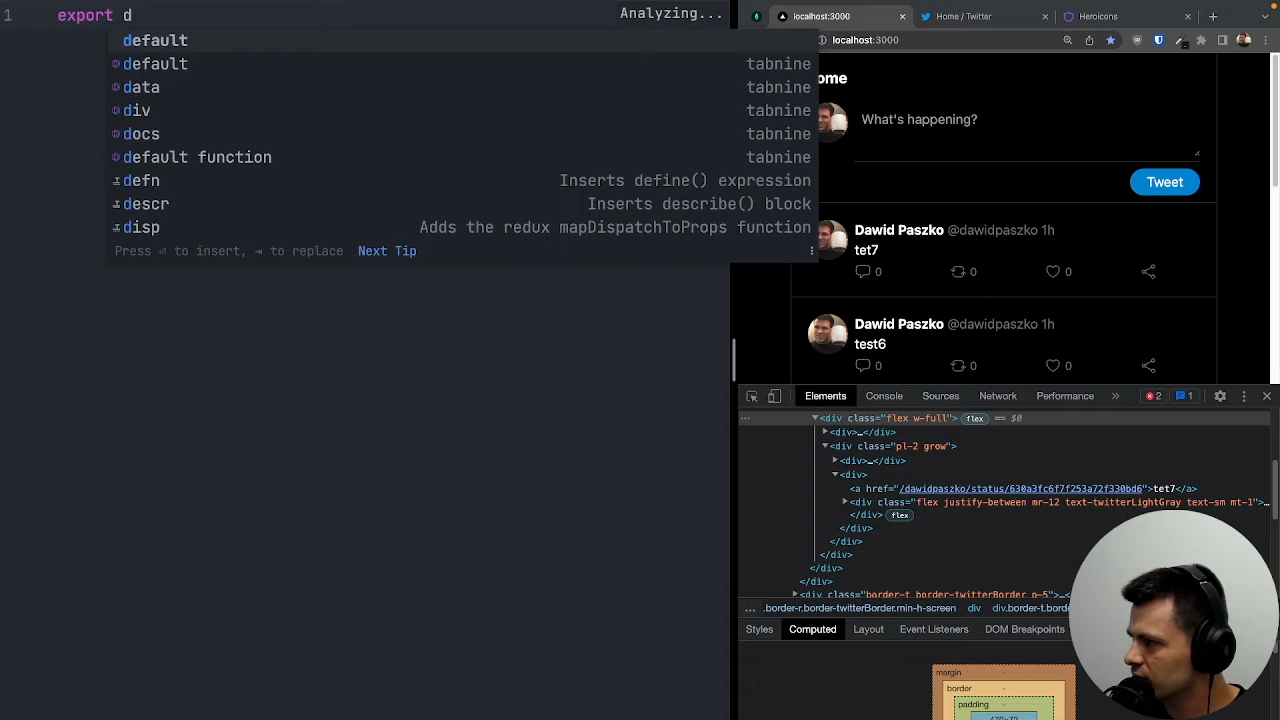 1 export d
Analyzing...
default
default tabnine
data tabnine
div tabnine
docs tabnine
default function tabnine
defn Inserts define() expression
descr Inserts describe() block
disp Adds the redux mapDispatchToProps function
Press ⏎ to insert, ⇥ to replace Next Tip
localhost:3000
Home / Twitter
Heroicons
localhost:3000
ome
What's happening?
Tweet
Dawid Paszko @dawidpaszko 1h
tet7
0 0 0
Dawid Paszko @dawidpaszko 1h
test6
0 0 0
Elements Console Sources Network Performance » 2 1
<div class="flex w-full"> flex == $0
<div>…</div>
<div class="pl-2 grow">
<div>…</div>
<div>
<a href="/dawidpaszko/status/630a3fc6f7f253a72f330bd6">tet7</a>
<div class="flex justify-between mr-12 text-twitterLightGray text-sm mt-1">…
</div> flex
</div>
</div>
</div>
</div>
</div>
<div class="border-t border-twitterBorder p-5">…
... .border-r.border-twitterBorder.min-h-screen div div.border-t.bord
Styles Computed Layout Event Listeners DOM Breakpoints
margin -
border -
padding -